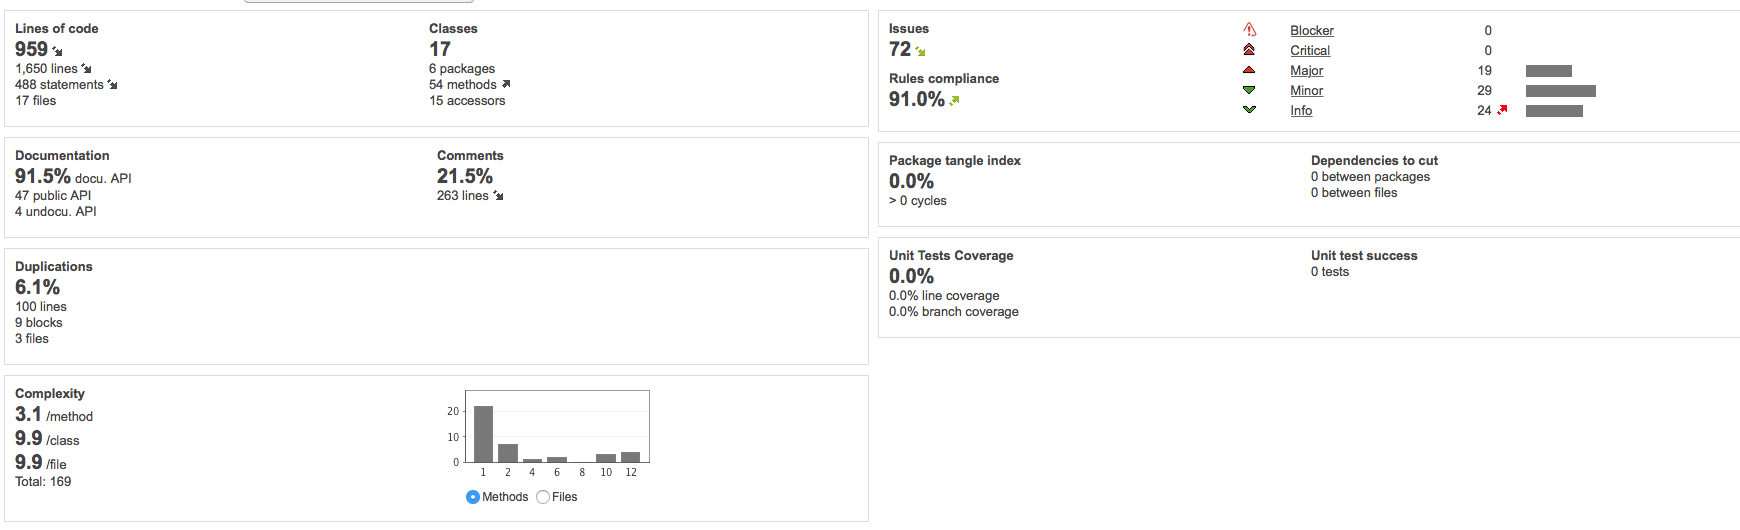 Lines of code
959
1,650 lines
488 statements
17 files
Classes
17
6 packages
54 methods
15 accessors
Documentation
91.5% docu. API
47 public API
4 undocu. API
Comments
21.5%
263 lines
Duplications
6.1%
100 lines
9 blocks
3 files
Complexity
3.1 /method
9.9 /class
9.9 /file
Total: 169
20
10
0
1 2 4 6 8 10 12
Methods Files
Issues
72
Rules compliance
91.0%
Blocker 0
Critical 0
Major 19
Minor 29
Info 24
Package tangle index
0.0%
> 0 cycles
Dependencies to cut
0 between packages
0 between files
Unit Tests Coverage
0.0%
0.0% line coverage
0.0% branch coverage
Unit test success
0 tests